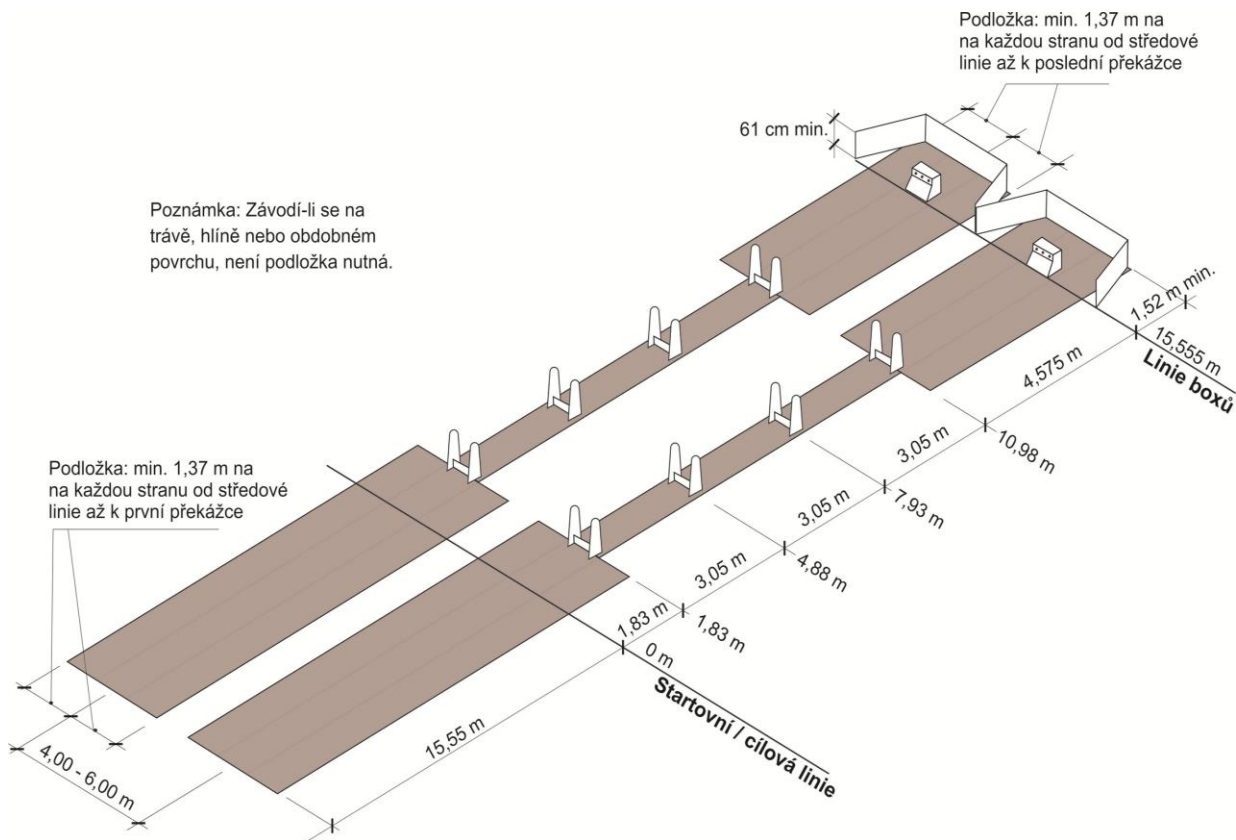 Podložka: min. 1,37 m na
na každou stranu od středové
linie až k poslední překážce
61 cm min.
Poznámka: Závodí-li se na
trávě, hlíně nebo obdobném
povrchu, není podložka nutná.
1,52 m min.
15,555 m
Linie boxů
4,575 m
10,98 m
3,05 m
7,93 m
3,05 m
4,88 m
3,05 m
1,83 m
1,83 m
0 m
Startovní / cílová linie
Podložka: min. 1,37 m na
na každou stranu od středové
linie až k první překážce
15,55 m
4,00 - 6,00 m